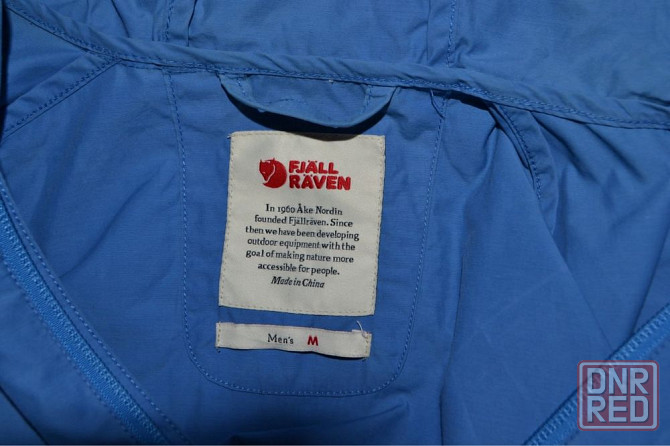 FJÄLL
RÄVEN
In 1960 Åke Nordin
founded Fjällräven. Since
then we have been developing
outdoor equipment with the
goal of making nature more
accessible for people.
Made in China
Men's M
DNR
RED